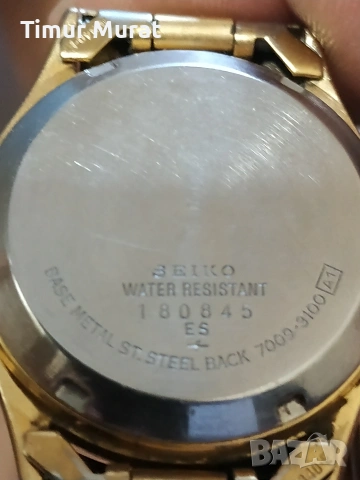 Timur Murat
SEIKO
WATER RESISTANT
180845
ES
BASE METAL ST. STEEL BACK 7009-3100 A1
BAZAR